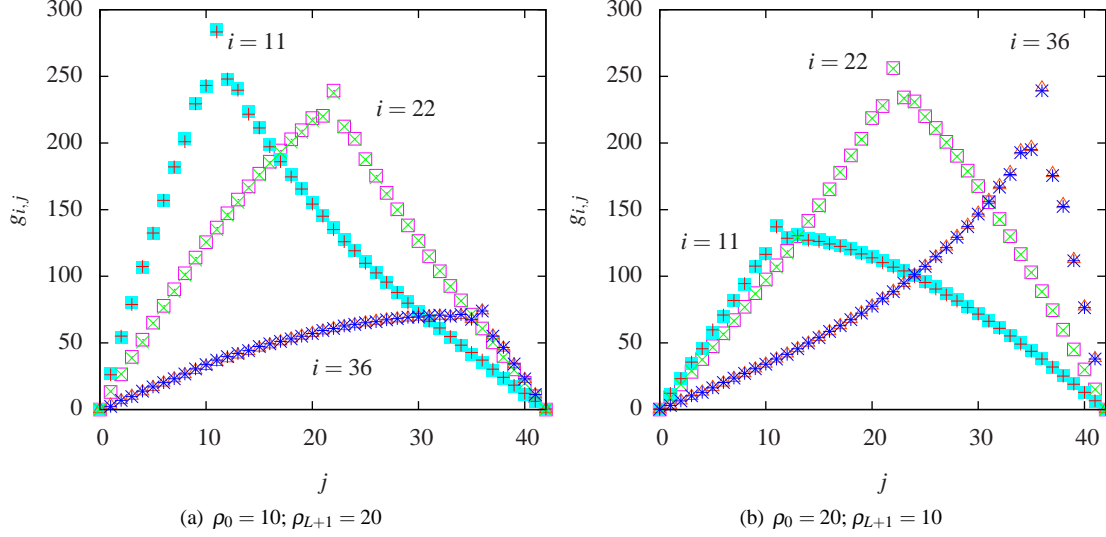 300
250
200
150
100
50
0
g_{i,j}
i = 11
i = 22
i = 36
0 10 20 30 40
j
(a) ρ_0 = 10; ρ_{L+1} = 20
300
250
200
150
100
50
0
g_{i,j}
i = 36
i = 22
i = 11
0 10 20 30 40
j
(b) ρ_0 = 20; ρ_{L+1} = 10